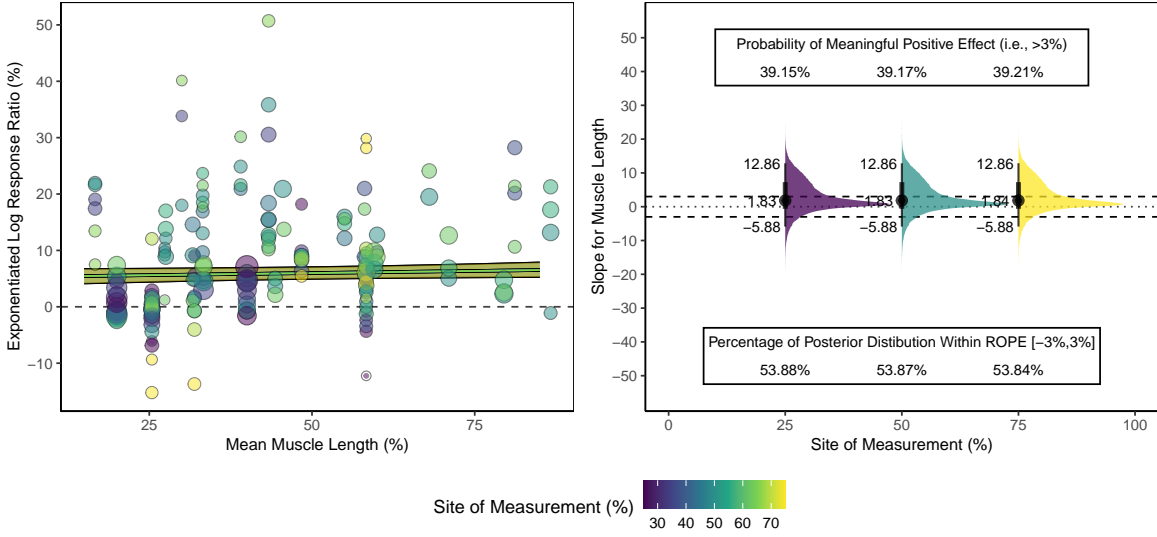 50
40
30
20
10
0
−10
25
50
75
Mean Muscle Length (%)
Exponentiated Log Response Ratio (%)
50
40
30
20
10
0
−10
−20
−30
−40
−50
0
25
50
75
100
Site of Measurement (%)
Slope for Muscle Length
Probability of Meaningful Positive Effect (i.e., >3%)
39.15% 39.17% 39.21%
12.86 12.86 12.86
1.83 1.83 1.84
−5.88 −5.88 −5.88
Percentage of Posterior Distibution Within ROPE [−3%,3%]
53.88% 53.87% 53.84%
Site of Measurement (%)
30 40 50 60 70